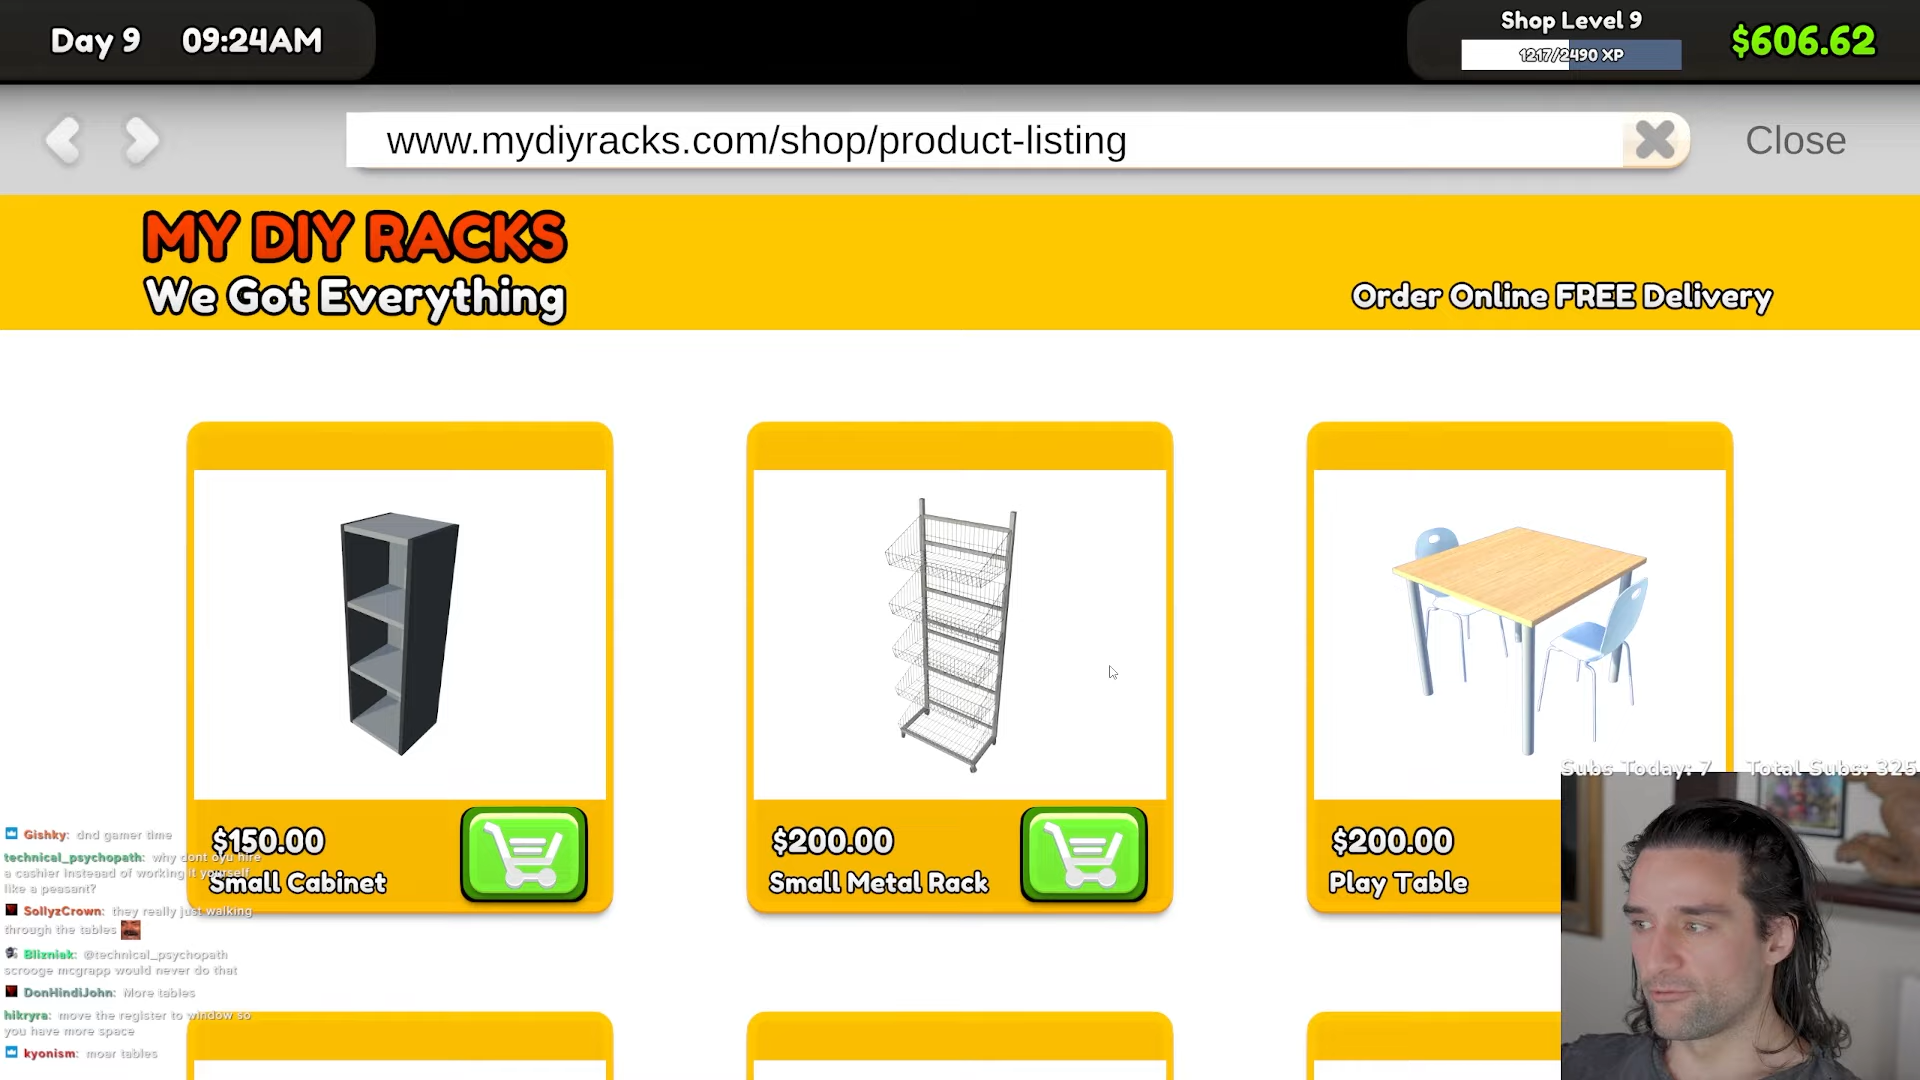 Day 9 09:24AM
Shop Level 9
1217/2490 XP
$606.62
www.mydiyracks.com/shop/product-listing
Close
MY DIY RACKS
We Got Everything
Order Online FREE Delivery
$150.00
Small Cabinet
$200.00
Small Metal Rack
$200.00
Play Table
Subs Today: 7 Total Subs: 325
Gishky: dnd gamer time
technical_psychopath: why dont oyu hire
a cashier insteaad of working it yourself
like a peasant?
SollyzCrown: they really just walking
through the tables
Blizniak: @technical_psychopath
scrooge mcgrapp would never do that
DonHindiJohn: More tables
hikryra: move the register to window so
you have more space
kyonism: moar tables